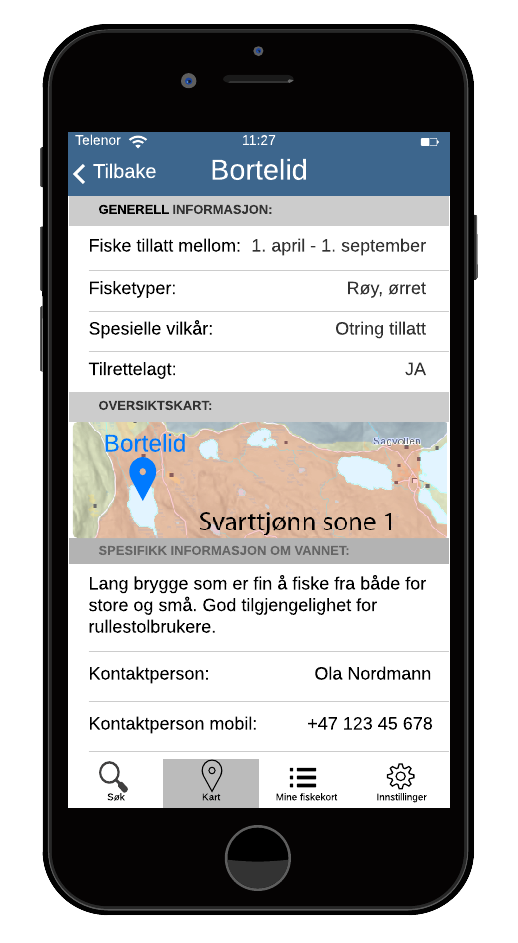 Telenor 11:27
Tilbake Bortelid
GENERELL INFORMASJON:
Fiske tillatt mellom: 1. april - 1. september
Fisketyper: Røy, ørret
Spesielle vilkår: Otring tillatt
Tilrettelagt: JA
OVERSIKTSKART:
Bortelid
Sagvollen
Svarttjønn sone 1
SPESIFIKK INFORMASJON OM VANNET:
Lang brygge som er fin å fiske fra både for
store og små. God tilgjengelighet for
rullestolbrukere.
Kontaktperson: Ola Nordmann
Kontaktperson mobil: +47 123 45 678
Søk Kart Mine fiskekort Innstillinger